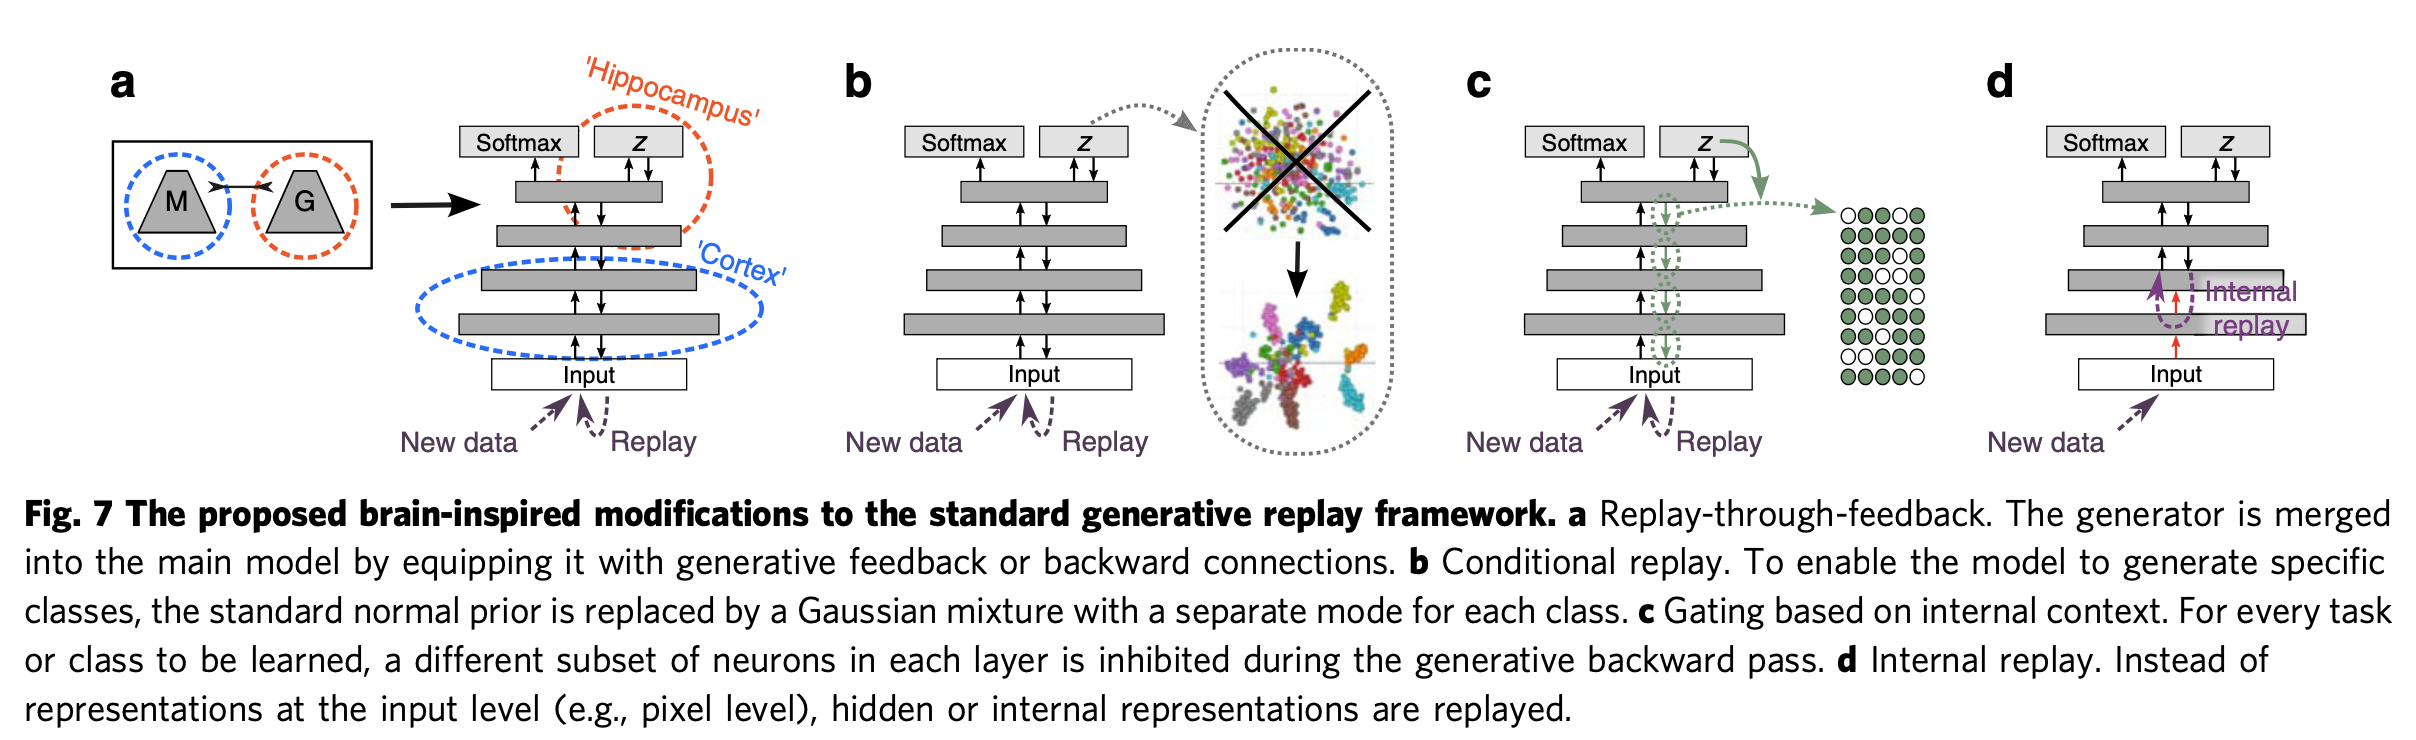 a
M
G
'Hippocampus'
Softmax
z
'Cortex'
Input
New data
Replay
b
Softmax
z
Input
New data
Replay
c
Softmax
z
Input
New data
Replay
d
Softmax
z
Internal
replay
Input
New data
Fig. 7 The proposed brain-inspired modifications to the standard generative replay framework. a Replay-through-feedback. The generator is merged
into the main model by equipping it with generative feedback or backward connections. b Conditional replay. To enable the model to generate specific
classes, the standard normal prior is replaced by a Gaussian mixture with a separate mode for each class. c Gating based on internal context. For every task
or class to be learned, a different subset of neurons in each layer is inhibited during the generative backward pass. d Internal replay. Instead of
representations at the input level (e.g., pixel level), hidden or internal representations are replayed.